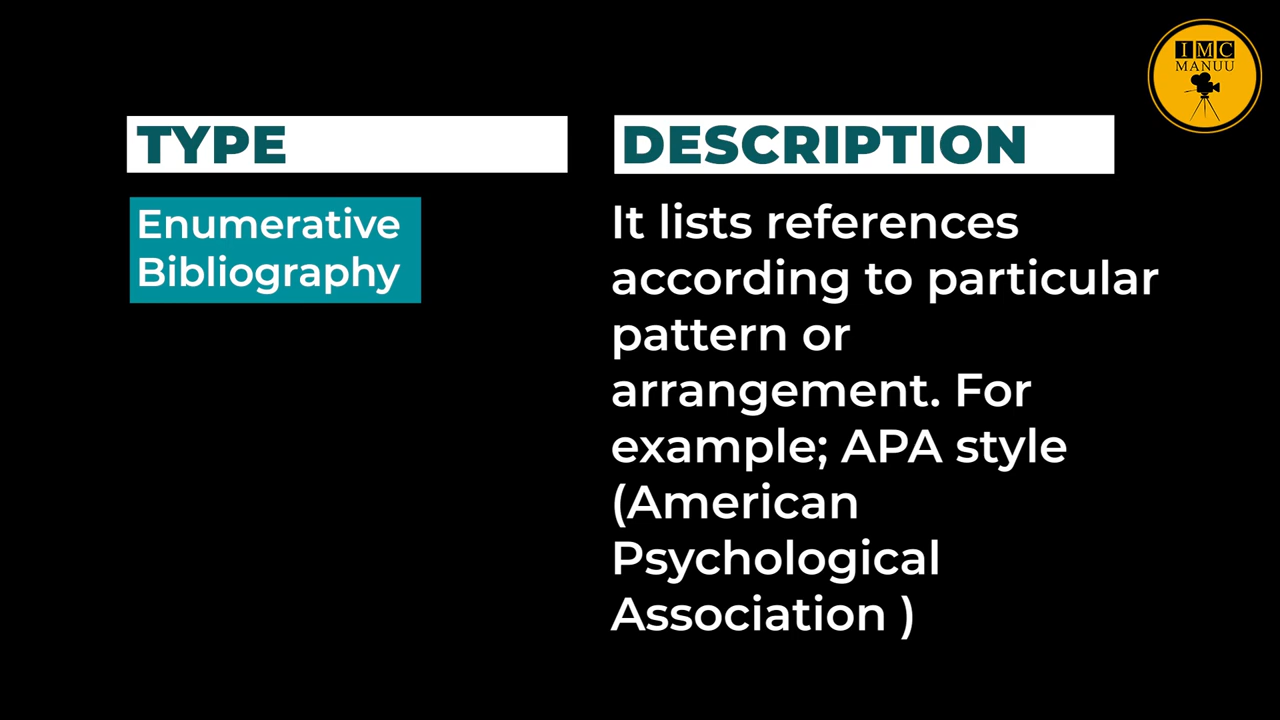 IMC
MANUU
TYPE
DESCRIPTION
Enumerative
Bibliography
It lists references
according to particular
pattern or
arrangement. For
example; APA style
(American
Psychological
Association )